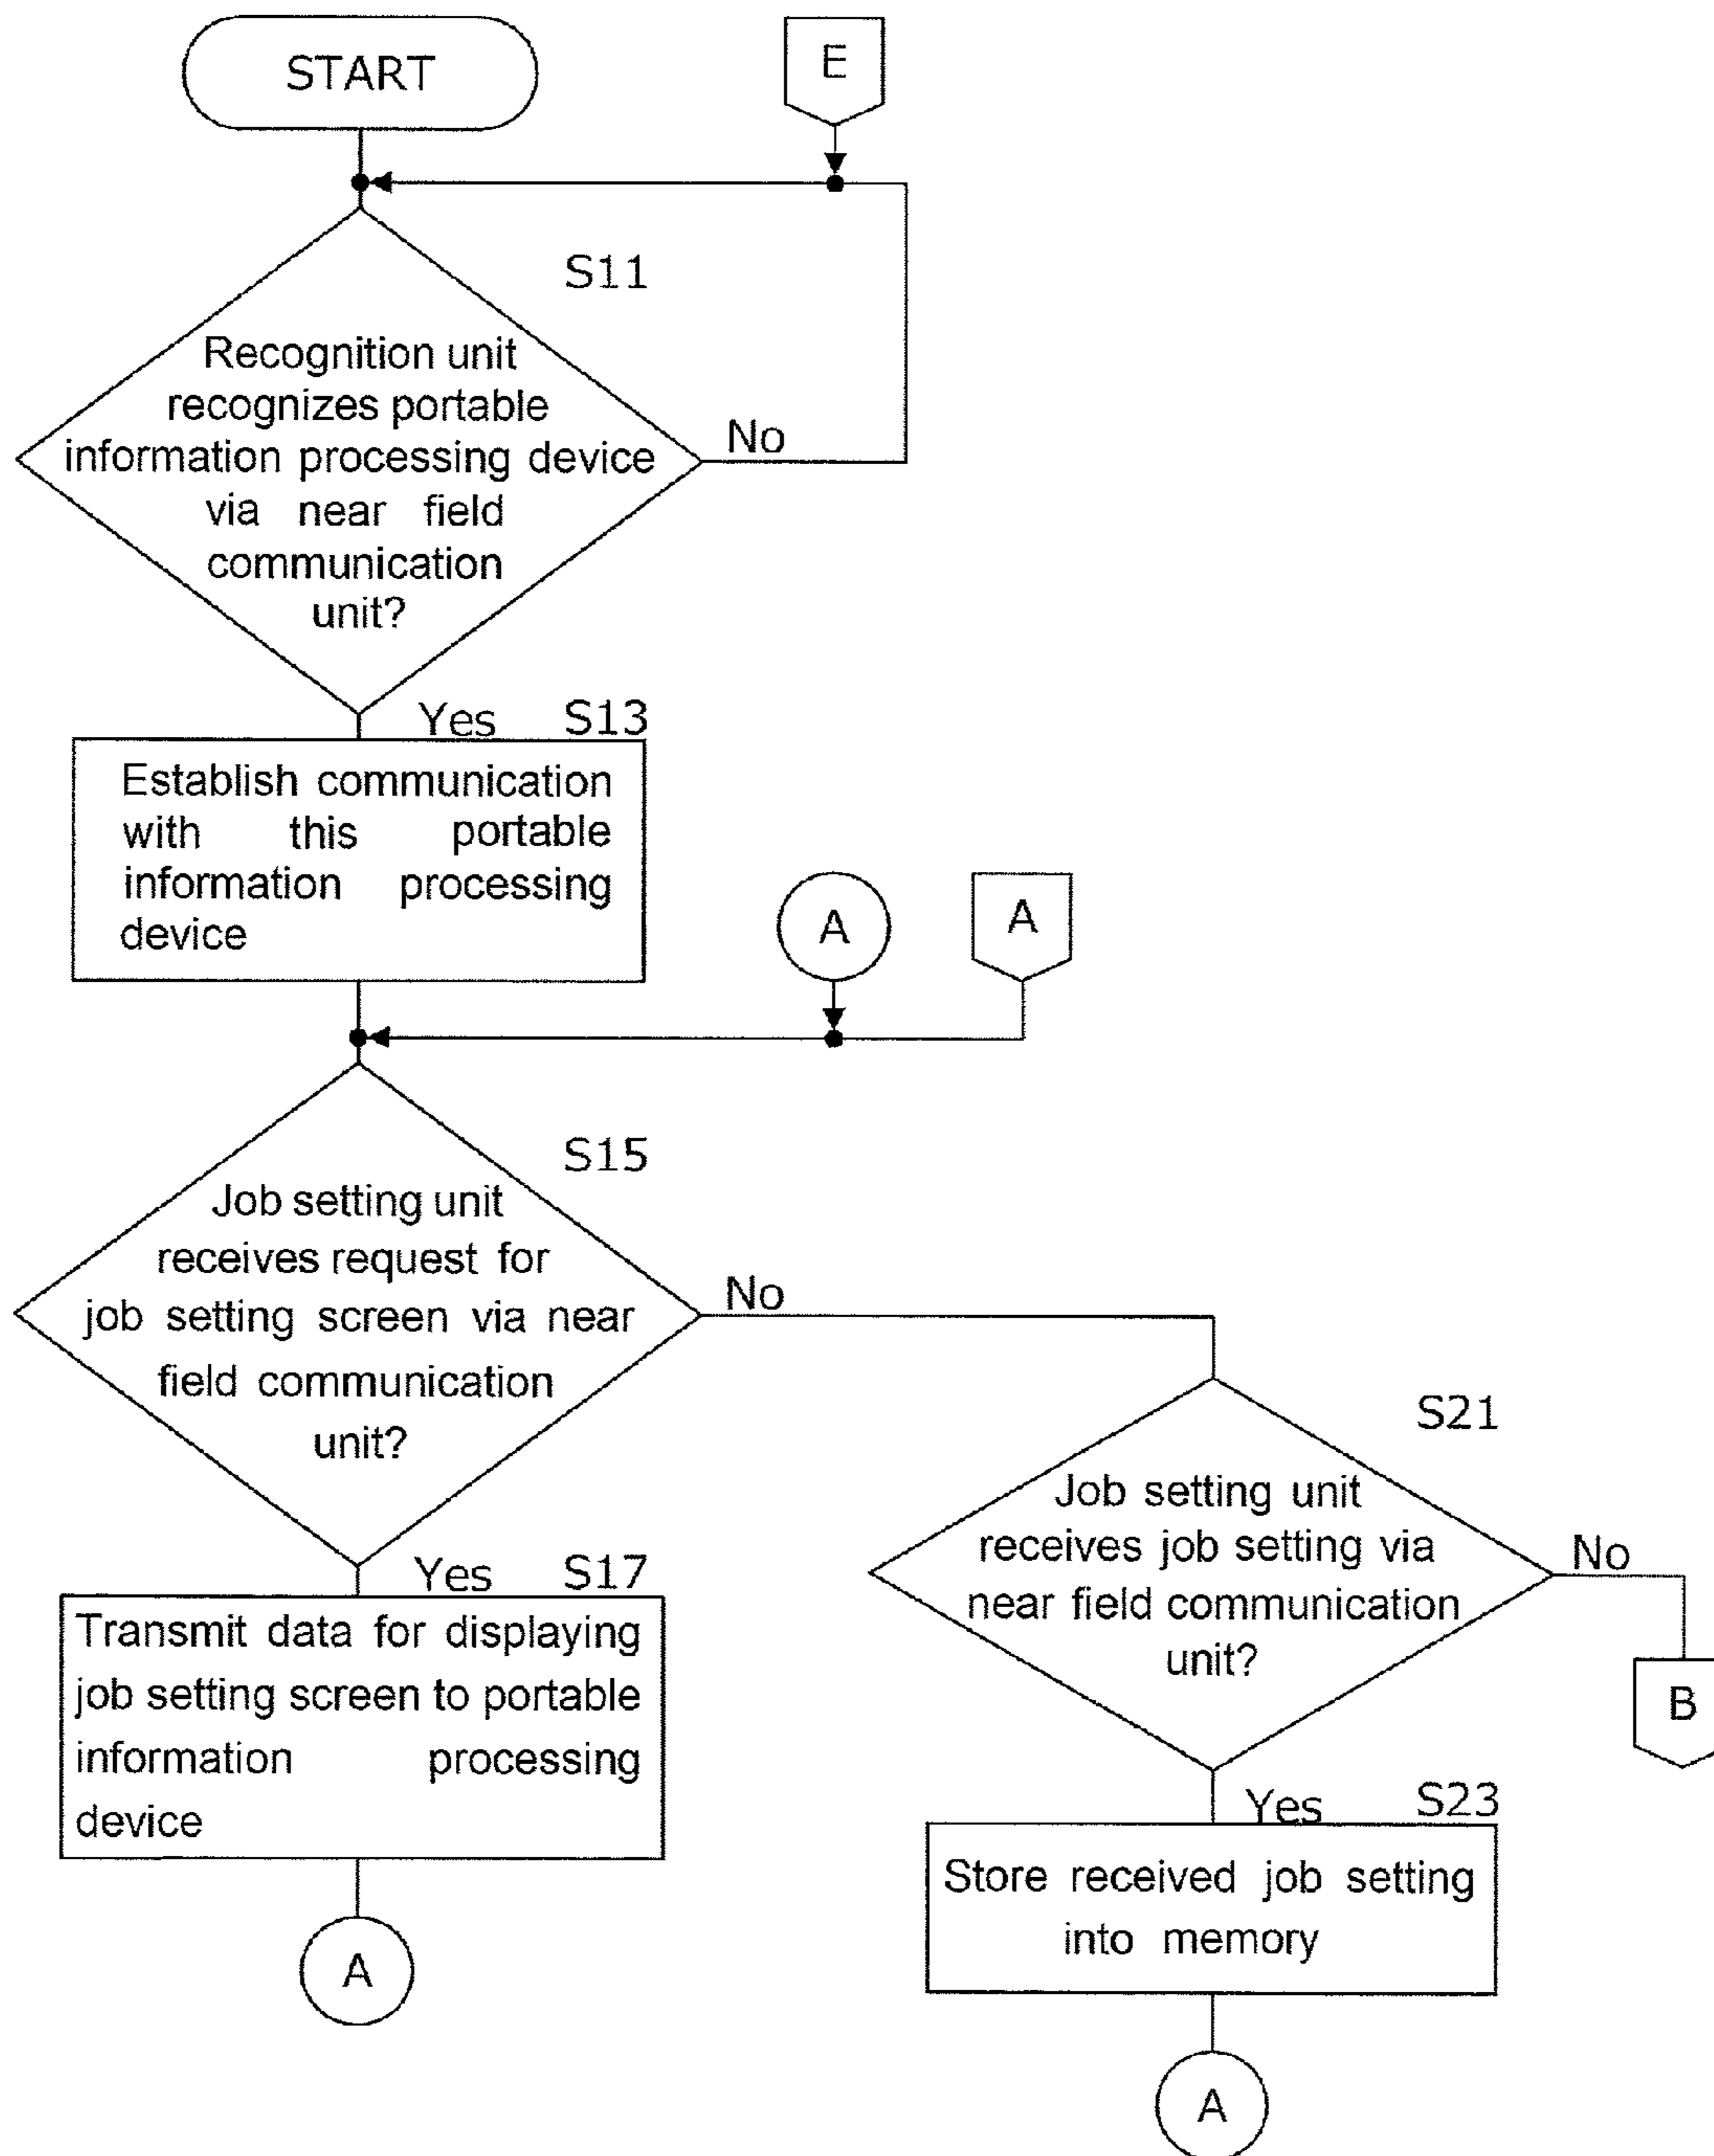 START
E
S11
Recognition unit
recognizes portable
information processing device
via near field
communication
unit?
No
Yes S13
Establish communication
with this portable
information processing
device
A A
S15
Job setting unit
receives request for
job setting screen via near
field communication
unit?
No
Yes S17
Transmit data for displaying
job setting screen to portable
information processing
device
A
S21
Job setting unit
receives job setting via
near field communication
unit?
No
B
Yes S23
Store received job setting
into memory
A